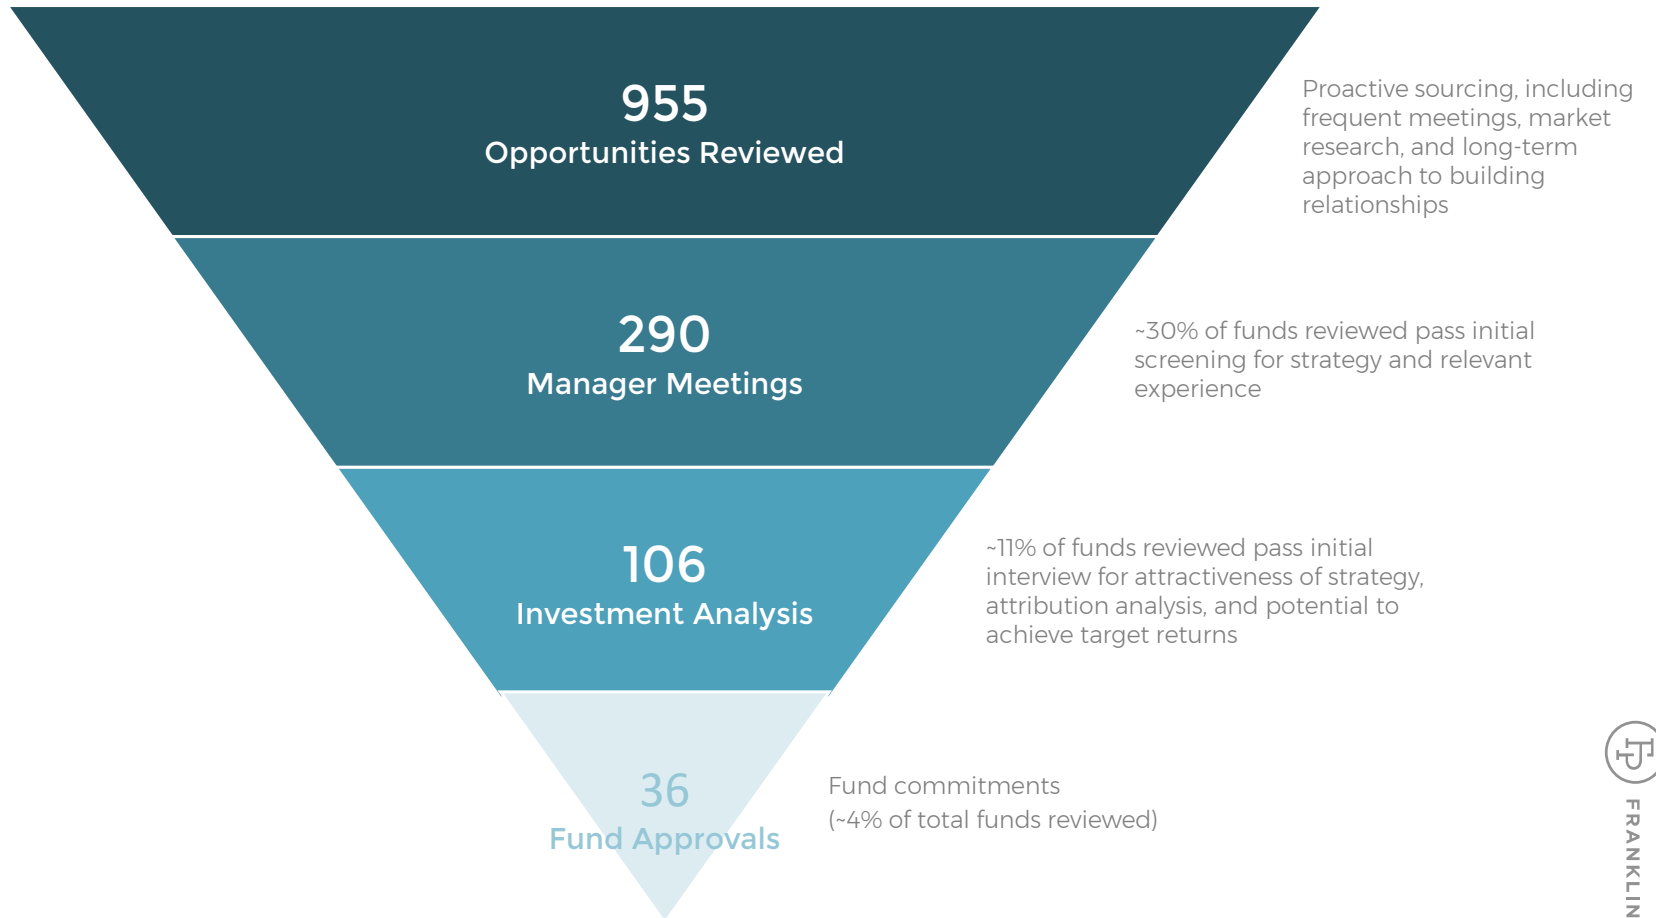 955
Opportunities Reviewed
Proactive sourcing, including
frequent meetings, market
research, and long-term
approach to building
relationships
290
Manager Meetings
~30% of funds reviewed pass initial
screening for strategy and relevant
experience
106
Investment Analysis
~11% of funds reviewed pass initial
interview for attractiveness of strategy,
attribution analysis, and potential to
achieve target returns
36
Fund Approvals
Fund commitments
(~4% of total funds reviewed)
FRANKLIN